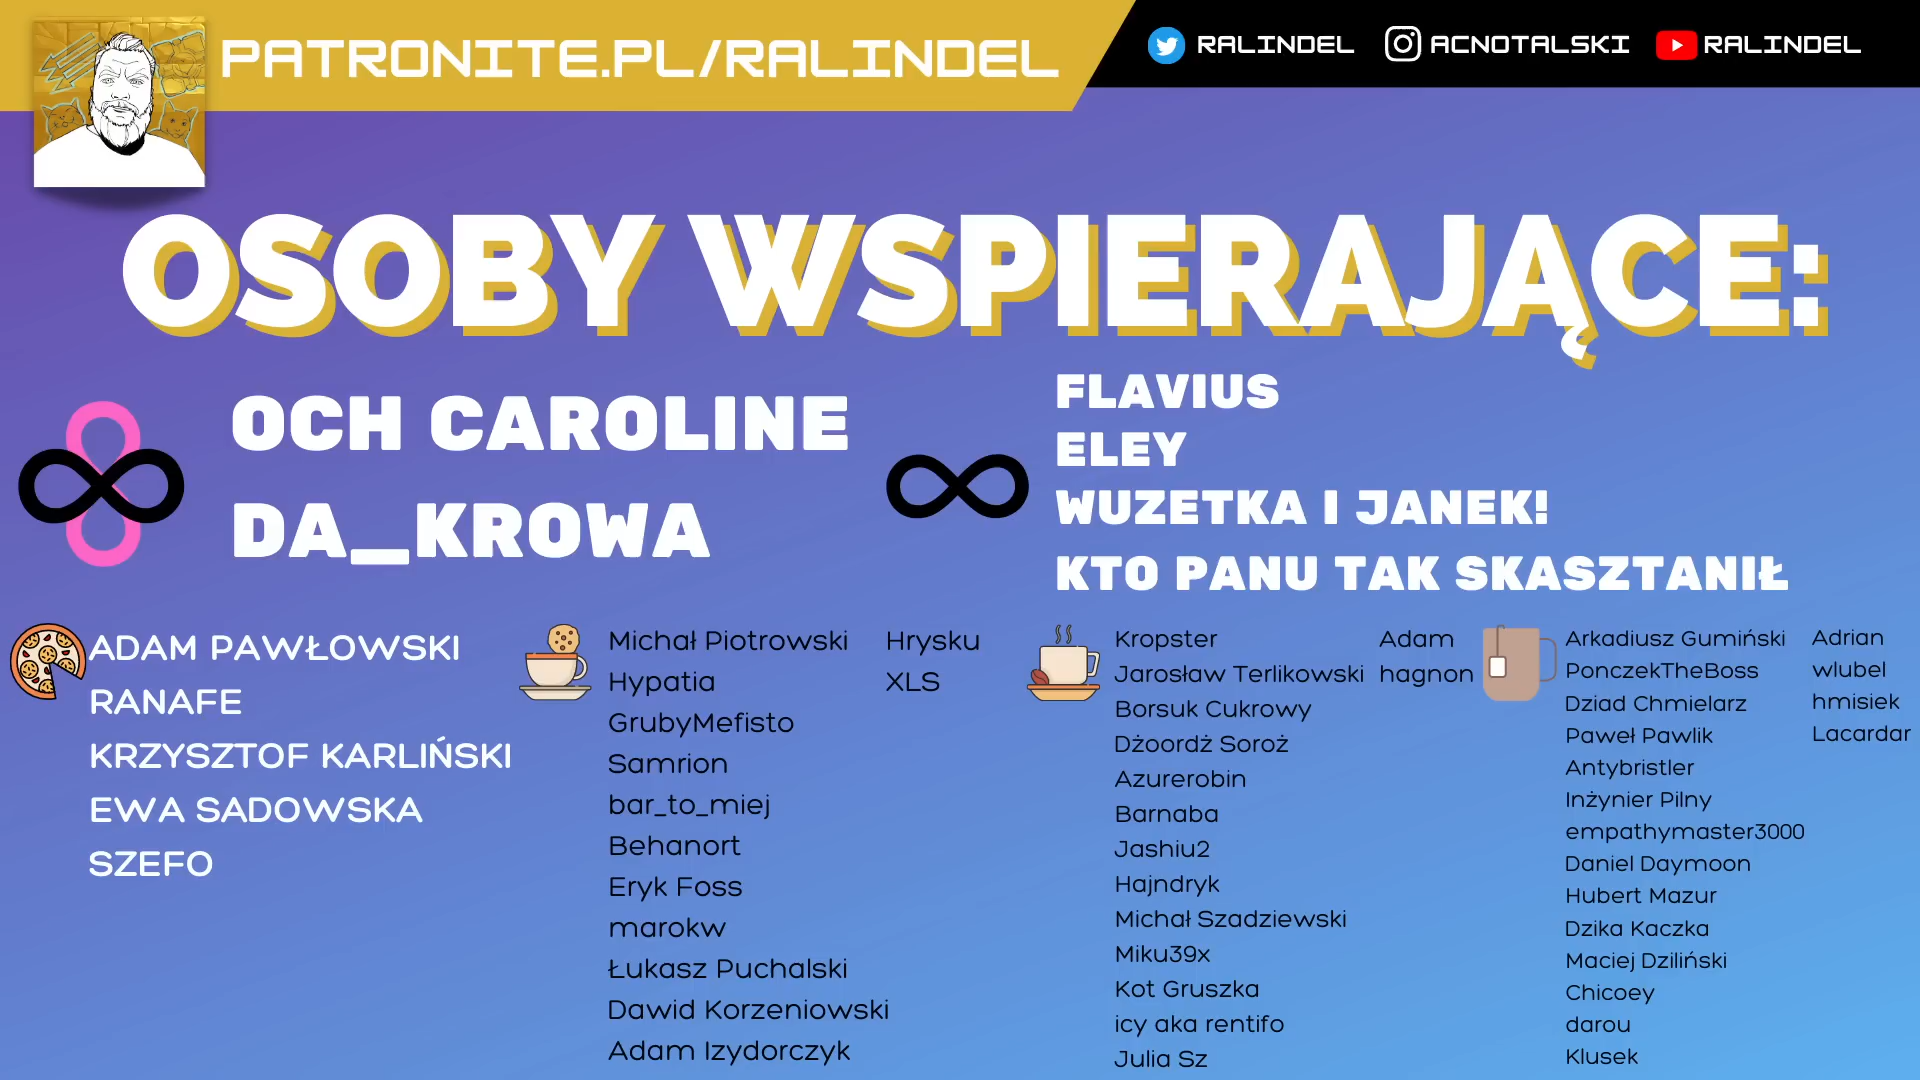 PATRONITE.PL/RALINDEL
RALINDEL
ACNOTALSKI
RALINDEL
OSOBY WSPIERAJĄCE:
OCH CAROLINE
DA_KROWA
FLAVIUS
ELEY
WUZETKA I JANEK!
KTO PANU TAK SKASZTANIŁ
ADAM PAWŁOWSKI
RANAFE
KRZYSZTOF KARLIŃSKI
EWA SADOWSKA
SZEFO
Michał Piotrowski
Hypatia
GrubyMefisto
Samrion
bar_to_miej
Behanort
Eryk Foss
marokw
Łukasz Puchalski
Dawid Korzeniowski
Adam Izydorczyk
Hrysku
XLS
Kropster
Jarosław Terlikowski
Borsuk Cukrowy
Dżoordż Soroż
Azurerobin
Barnaba
Jashiu2
Hajndryk
Michał Szadziewski
Miku39x
Kot Gruszka
icy aka rentifo
Julia Sz
Adam
hagnon
Arkadiusz Gumiński
PonczekTheBoss
Dziad Chmielarz
Paweł Pawlik
Antybristler
Inżynier Pilny
empathymaster3000
Daniel Daymoon
Hubert Mazur
Dzika Kaczka
Maciej Dziliński
Chicoey
darou
Klusek
Adrian
wlubel
hmisiek
Lacardar